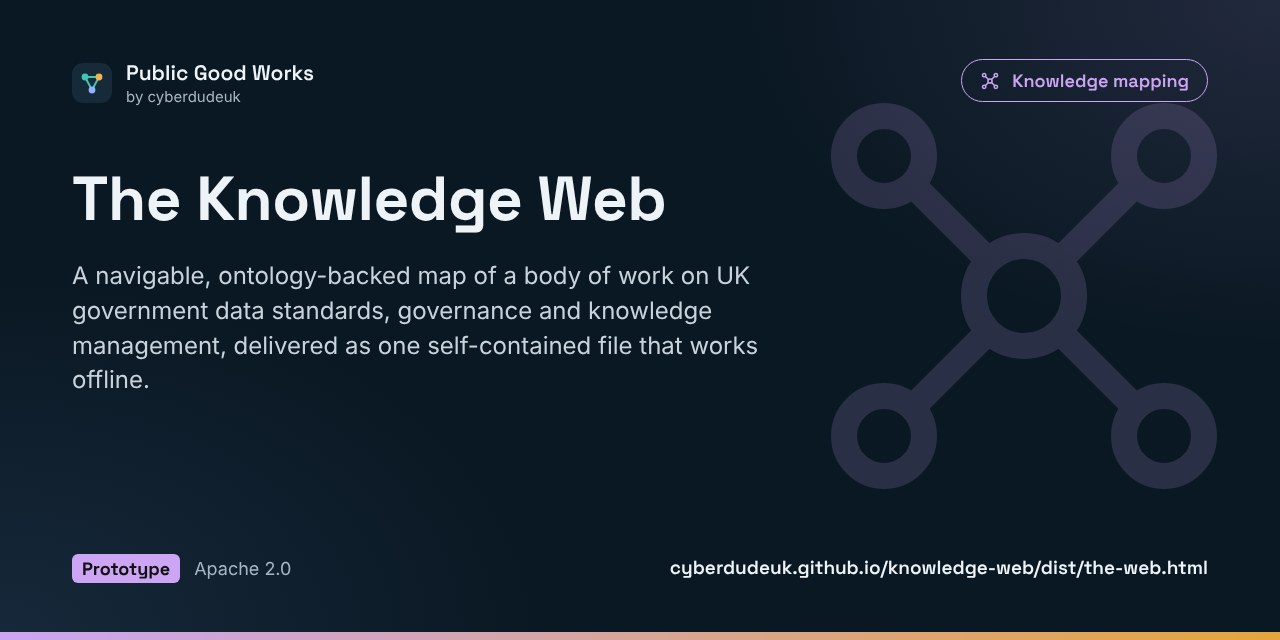 Public Good Works
by cyberdudeuk
Knowledge mapping
The Knowledge Web
A navigable, ontology-backed map of a body of work on UK
government data standards, governance and knowledge
management, delivered as one self-contained file that works
offline.
Prototype
Apache 2.0
cyberdudeuk.github.io/knowledge-web/dist/the-web.html